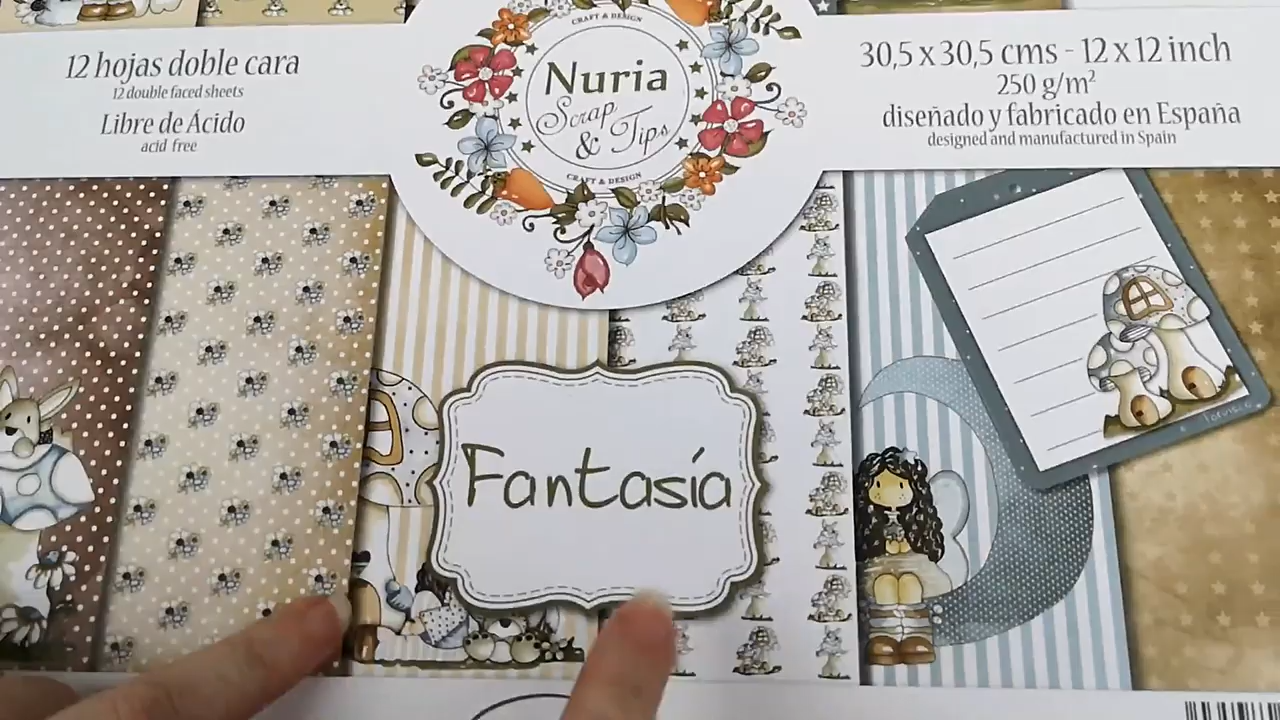 12 hojas doble cara
12 double faced sheets
Libre de Ácido
acid free
CRAFT & DESIGN
Nuria
Scrap
& Tips
CRAFT & DESIGN
30,5 x 30,5 cms - 12 x 12 inch
250 g/m²
diseñado y fabricado en España
designed and manufactured in Spain
Fantasía